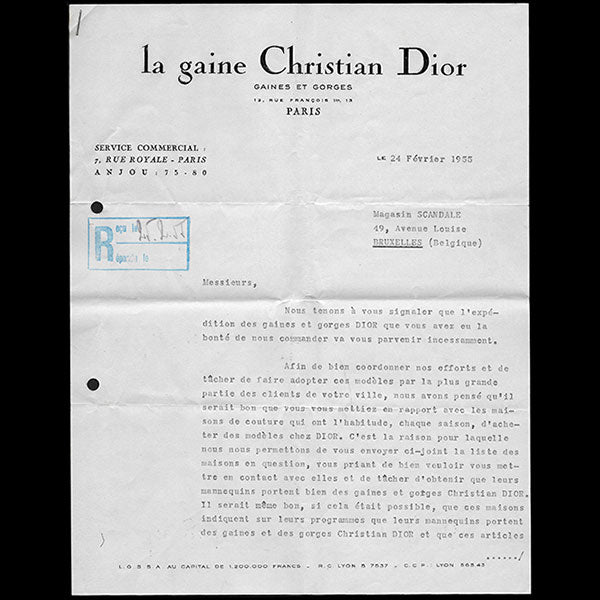 la gaine Christian Dior
GAINES ET GORGES
13, RUE FRANÇOIS 1er, 13
PARIS
SERVICE COMMERCIAL :
7, RUE ROYALE - PARIS
ANJOU : 75-80
LE 24 Février 1955
Magasin SCANDALE
49, Avenue Louise
BRUXELLES (Belgique)
Reçu le 25.2.55
Répondu le
Messieurs,
Nous tenons à vous signaler que l'expé-
dition des gaines et gorges DIOR que vous avez eu la
bonté de nous commander va vous parvenir incessamment.
Afin de bien coordonner nos efforts et de
tâcher de faire adopter ces modèles par la plus grande
partie des clients de votre ville, nous avons pensé qu'il
serait bon que vous vous mettiez en rapport avec les mai-
sons de couture qui ont l'habitude, chaque saison, d'ache-
ter des modèles chez DIOR. C'est la raison pour laquelle
nous nous permettons de vous envoyer ci-joint la liste des
maisons en question, vous priant de bien vouloir vous met-
tre en contact avec elles et de tâcher d'obtenir que leurs
mannequins portent bien des gaines et gorges Christian DIOR.
Il serait même bon, si cela était possible, que ces maisons
indiquent sur leurs programmes que leurs mannequins portent
des gaines et des gorges Christian DIOR et que ces articles
....../
L.G.S.S.A. AU CAPITAL DE 1.200.000 FRANCS - R.C. LYON B 7537 - C.C.P. LYON 565.43